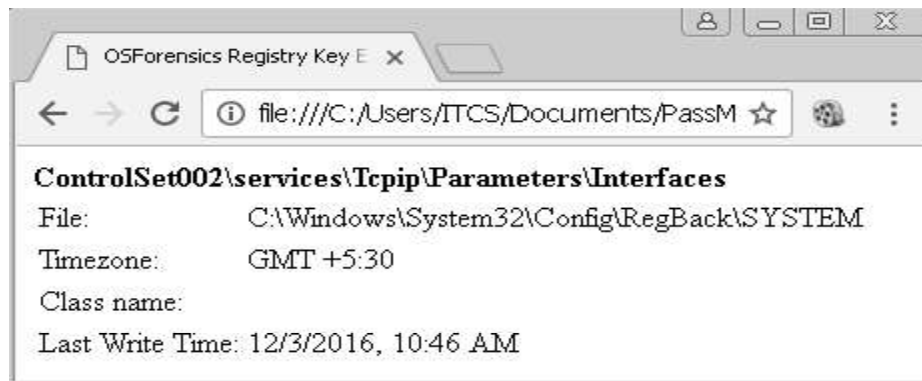 OSForensics Registry Key E
file:///C:/Users/ITCS/Documents/PassM
ControlSet002\services\Tcpip\Parameters\Interfaces
File: C:\Windows\System32\Config\RegBack\SYSTEM
Timezone: GMT +5:30
Class name:
Last Write Time: 12/3/2016, 10:46 AM